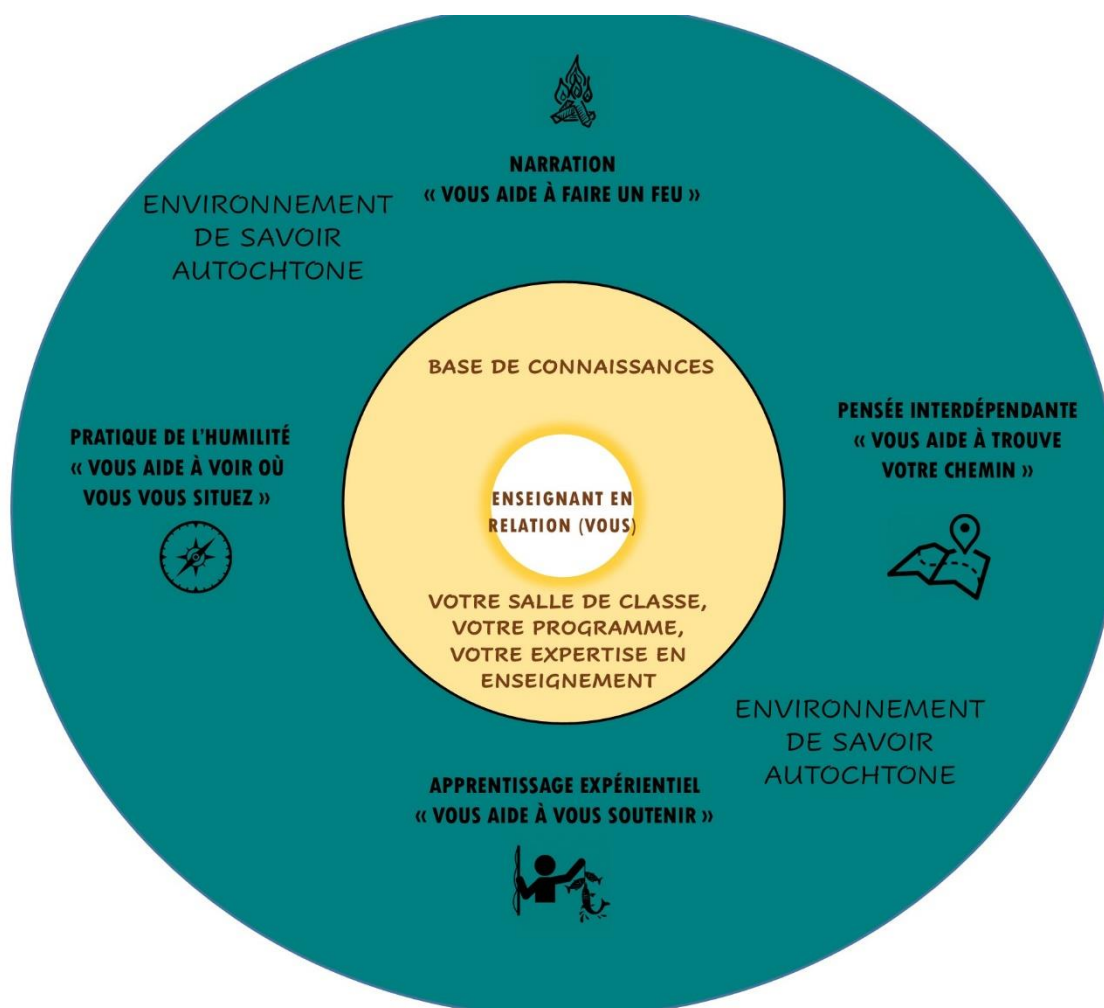 NARRATION
« VOUS AIDE À FAIRE UN FEU »
ENVIRONNEMENT
DE SAVOIR
AUTOCHTONE
BASE DE CONNAISSANCES
PRATIQUE DE L'HUMILITÉ
« VOUS AIDE À VOIR OÙ
VOUS VOUS SITUEZ »
PENSÉE INTERDÉPENDANTE
« VOUS AIDE À TROUVE
VOTRE CHEMIN »
ENSEIGNANT EN
RELATION (VOUS)
VOTRE SALLE DE CLASSE,
VOTRE PROGRAMME,
VOTRE EXPERTISE EN
ENSEIGNEMENT
ENVIRONNEMENT
DE SAVOIR
AUTOCHTONE
APPRENTISSAGE EXPÉRIENTIEL
« VOUS AIDE À VOUS SOUTENIR »